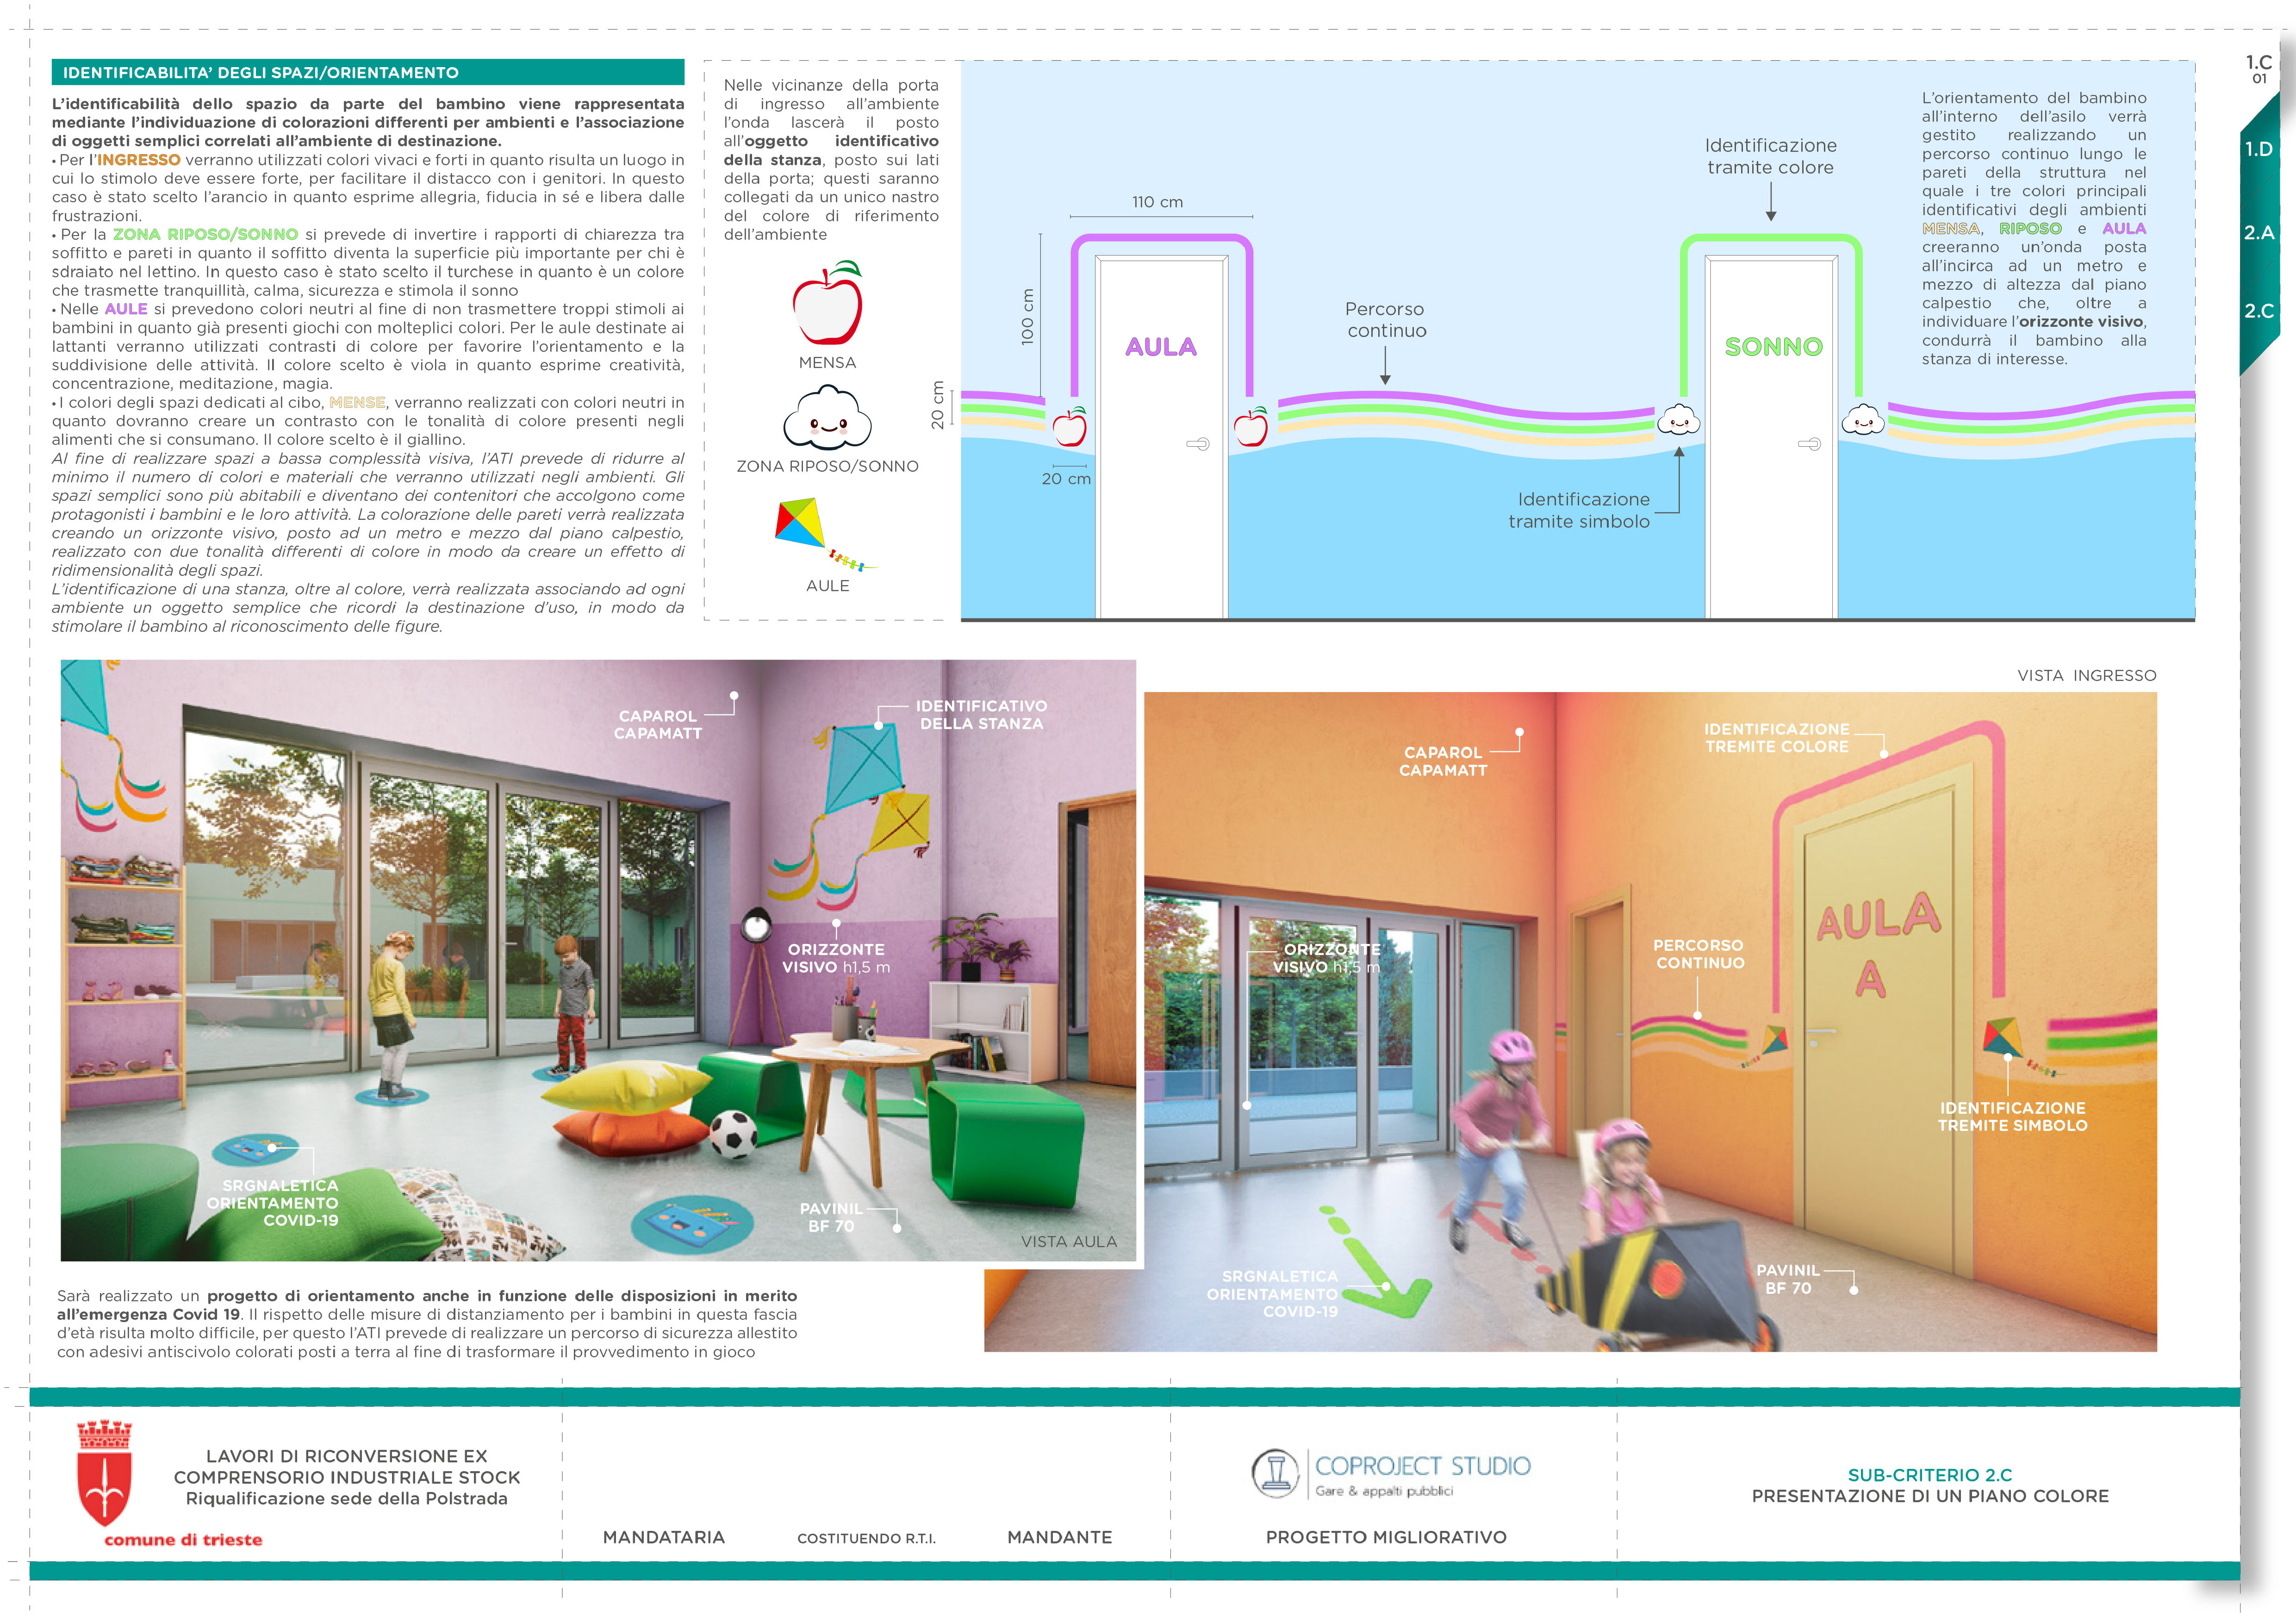 IDENTIFICABILITA' DEGLI SPAZI/ORIENTAMENTO
L'identificabilità dello spazio da parte del bambino viene rappresentata
mediante l'individuazione di colorazioni differenti per ambienti e l'associazione
di oggetti semplici correlati all'ambiente di destinazione.
• Per l'INGRESSO verranno utilizzati colori vivaci e forti in quanto risulta un luogo in
cui lo stimolo deve essere forte, per facilitare il distacco con i genitori. In questo
caso è stato scelto l'arancio in quanto esprime allegria, fiducia in sé e libera dalle
frustrazioni.
• Per la ZONA RIPOSO/SONNO si prevede di invertire i rapporti di chiarezza tra
soffitto e pareti in quanto il soffitto diventa la superficie più importante per chi è
sdraiato nel lettino. In questo caso è stato scelto il turchese in quanto è un colore
che trasmette tranquillità, calma, sicurezza e stimola il sonno
• Nelle AULE si prevedono colori neutri al fine di non trasmettere troppi stimoli ai
bambini in quanto già presenti giochi con molteplici colori. Per le aule destinate ai
lattanti verranno utilizzati contrasti di colore per favorire l'orientamento e la
suddivisione delle attività. Il colore scelto è viola in quanto esprime creatività,
concentrazione, meditazione, magia.
• I colori degli spazi dedicati al cibo, MENSE, verranno realizzati con colori neutri in
quanto dovranno creare un contrasto con le tonalità di colore presenti negli
alimenti che si consumano. Il colore scelto è il giallino.
Al fine di realizzare spazi a bassa complessità visiva, l'ATI prevede di ridurre al
minimo il numero di colori e materiali che verranno utilizzati negli ambienti. Gli
spazi semplici sono più abitabili e diventano dei contenitori che accolgono come
protagonisti i bambini e le loro attività. La colorazione delle pareti verrà realizzata
creando un orizzonte visivo, posto ad un metro e mezzo dal piano calpestio,
realizzato con due tonalità differenti di colore in modo da creare un effetto di
ridimensionalità degli spazi.
L'identificazione di una stanza, oltre al colore, verrà realizzata associando ad ogni
ambiente un oggetto semplice che ricordi la destinazione d'uso, in modo da
stimolare il bambino al riconoscimento delle figure.
Nelle vicinanze della porta
di ingresso all'ambiente
l'onda lascerà il posto
all'oggetto identificativo
della stanza, posto sui lati
della porta; questi saranno
collegati da un unico nastro
del colore di riferimento
dell'ambiente
MENSA
ZONA RIPOSO/SONNO
AULE
110 cm
100 cm
20 cm
20 cm
AULA
Percorso
continuo
Identificazione
tramite colore
SONNO
Identificazione
tramite simbolo
L'orientamento del bambino
all'interno dell'asilo verrà
gestito realizzando un
percorso continuo lungo le
pareti della struttura nel
quale i tre colori principali
identificativi degli ambienti
MENSA, RIPOSO e AULA
creeranno un'onda posta
all'incirca ad un metro e
mezzo di altezza dal piano
calpestio che, oltre a
individuare l'orizzonte visivo,
condurrà il bambino alla
stanza di interesse.
1.C
01
1.D
2.A
2.C
CAPAROL
CAPAMATT
IDENTIFICATIVO
DELLA STANZA
ORIZZONTE
VISIVO h1,5 m
SRGNALETICA
ORIENTAMENTO
COVID-19
PAVINIL
BF 70
VISTA AULA
VISTA INGRESSO
CAPAROL
CAPAMATT
IDENTIFICAZIONE
TREMITE COLORE
ORIZZONTE
VISIVO h1,5 m
PERCORSO
CONTINUO
AULA
A
IDENTIFICAZIONE
TREMITE SIMBOLO
SRGNALETICA
ORIENTAMENTO
COVID-19
PAVINIL
BF 70
Sarà realizzato un progetto di orientamento anche in funzione delle disposizioni in merito
all'emergenza Covid 19. Il rispetto delle misure di distanziamento per i bambini in questa fascia
d'età risulta molto difficile, per questo l'ATI prevede di realizzare un percorso di sicurezza allestito
con adesivi antiscivolo colorati posti a terra al fine di trasformare il provvedimento in gioco
LAVORI DI RICONVERSIONE EX
COMPRENSORIO INDUSTRIALE STOCK
Riqualificazione sede della Polstrada
comune di trieste
MANDATARIA
COSTITUENDO R.T.I.
MANDANTE
COPROJECT STUDIO
Gare & appalti pubblici
PROGETTO MIGLIORATIVO
SUB-CRITERIO 2.C
PRESENTAZIONE DI UN PIANO COLORE